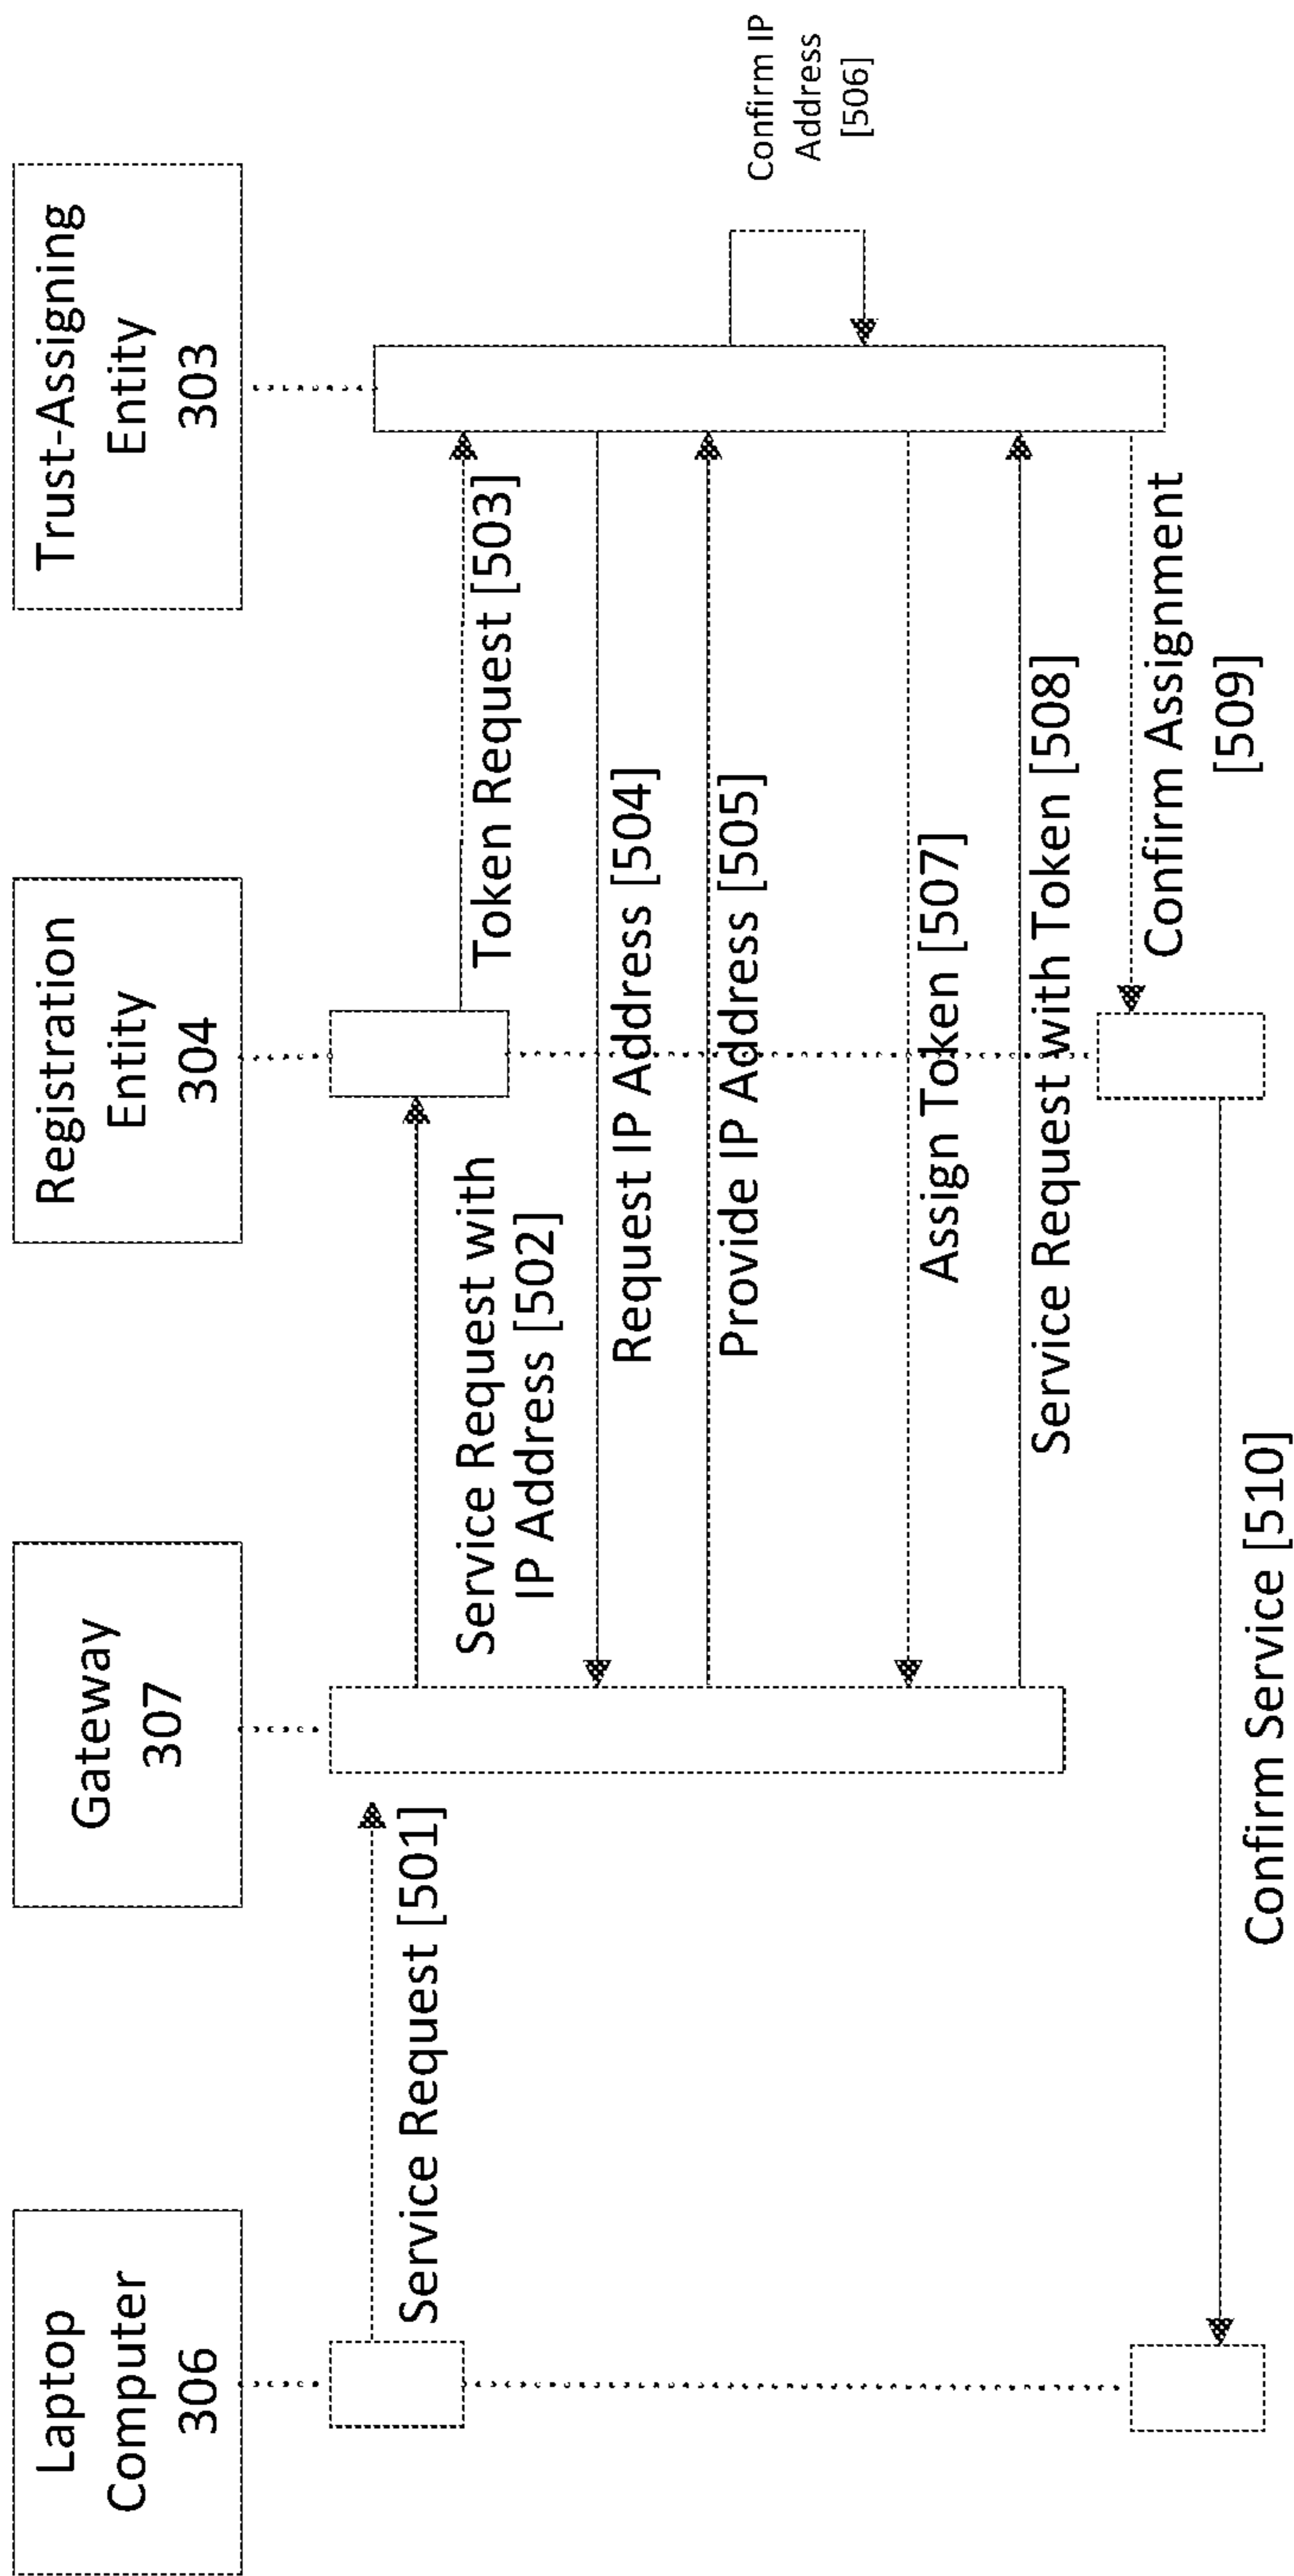 Laptop
Computer
306
Gateway
307
Registration
Entity
304
Trust-Assigning
Entity
303
Service Request [501]
Service Request with
IP Address [502]
Token Request [503]
Request IP Address [504]
Provide IP Address [505]
Confirm IP
Address
[506]
Assign Token [507]
Service Request with Token [508]
Confirm Assignment
[509]
Confirm Service [510]